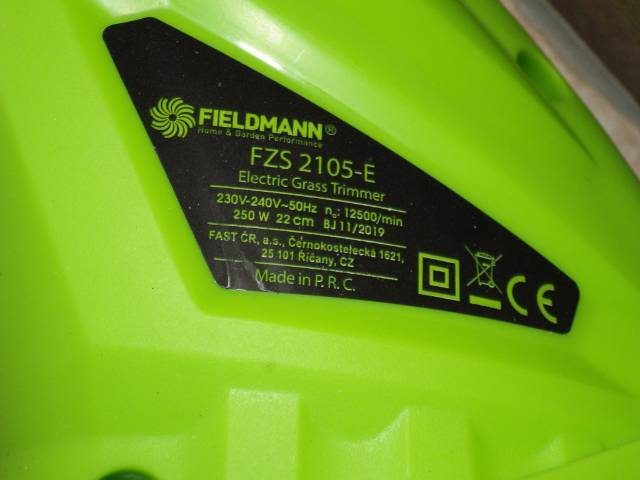 FIELDMANN®
Home & Garden Performance
FZS 2105-E
Electric Grass Trimmer
230V-240V~50Hz n₀: 12500/min
250 W 22 cm BJ 11/2019
FAST ČR, a.s., Černokostelecká 1621,
25 101 Říčany, CZ
Made in P. R. C.
CE